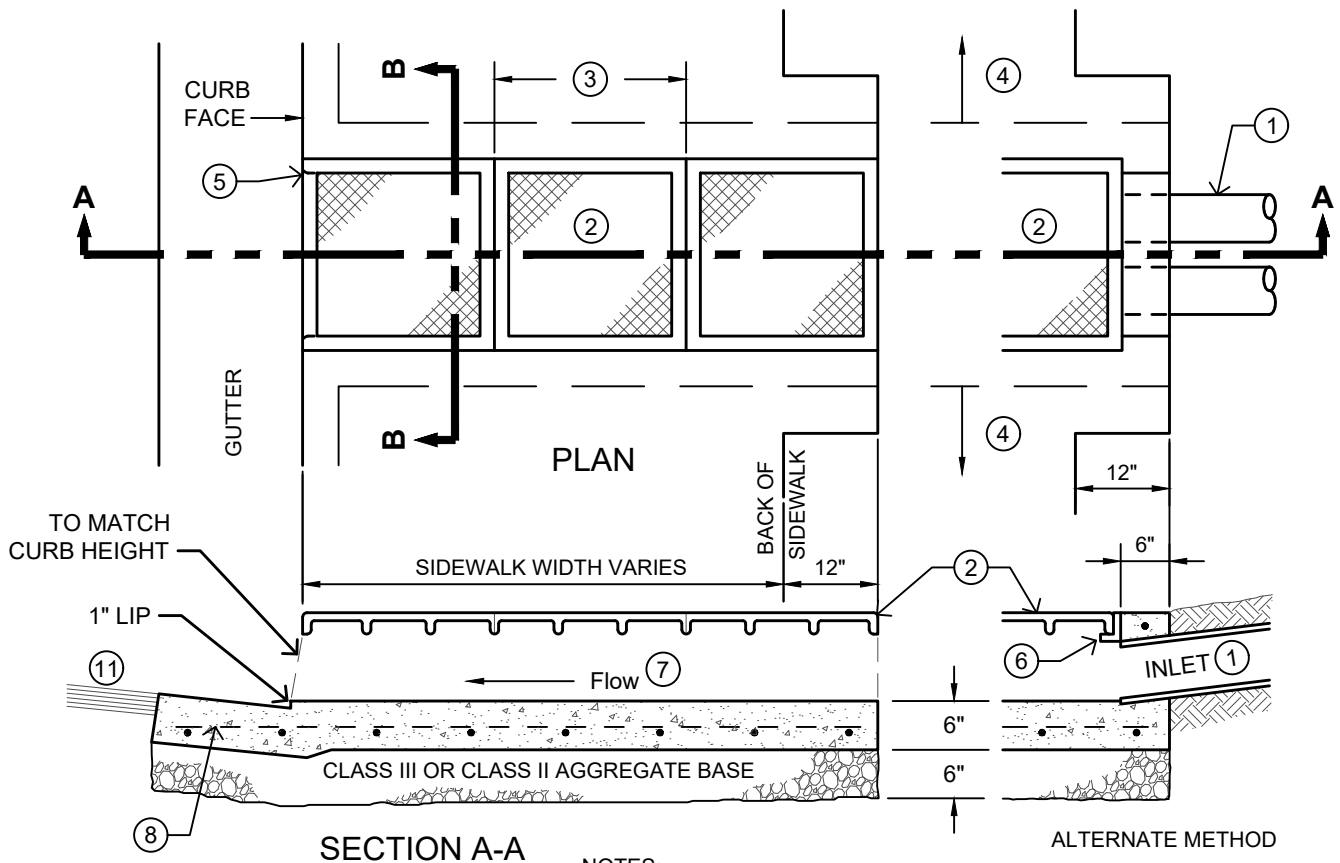 B
3
4
CURB
FACE
1
5
A
A
2
2
GUTTER
B
4
PLAN
BACK OF
SIDEWALK
12"
TO MATCH
CURB HEIGHT
6"
SIDEWALK WIDTH VARIES
12"
2
1" LIP
11
Flow 7
6
INLET 1
6"
CLASS III OR CLASS II AGGREGATE BASE
6"
8
SECTION A-A
ALTERNATE METHOD